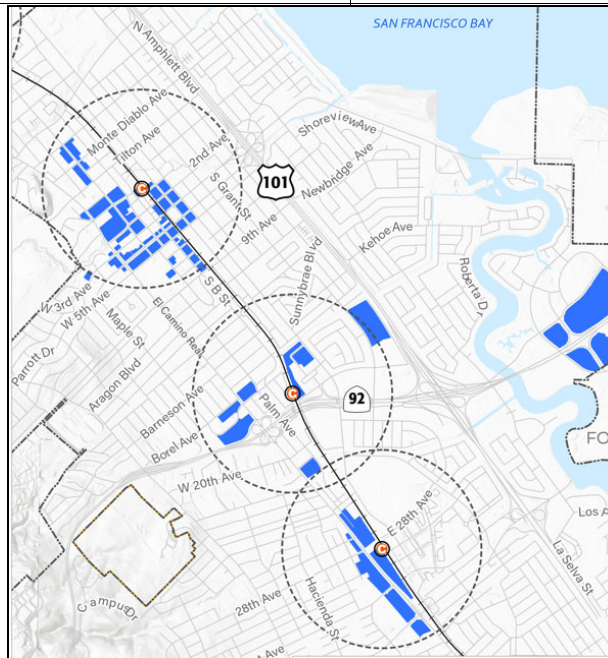 SAN FRANCISCO BAY
N Amphlett Blvd
Monte Diablo Ave
Tilton Ave
2nd Ave
Shoreview Ave
101
Newbridge Ave
S Grant St
9th Ave
Kehoe Ave
Sunnybrae Blvd
Roberta Dr
S B St
3rd Ave
W 5th Ave
Maple St
El Camino Real
Parrott Dr
Aragon Blvd
Barneson Ave
Borel Ave
Palm Ave
92
FO
W 20th Ave
E 28th Ave
Los A
La Selva St
Campus Dr
28th Ave
Hacienda St
Ave
C
C
C